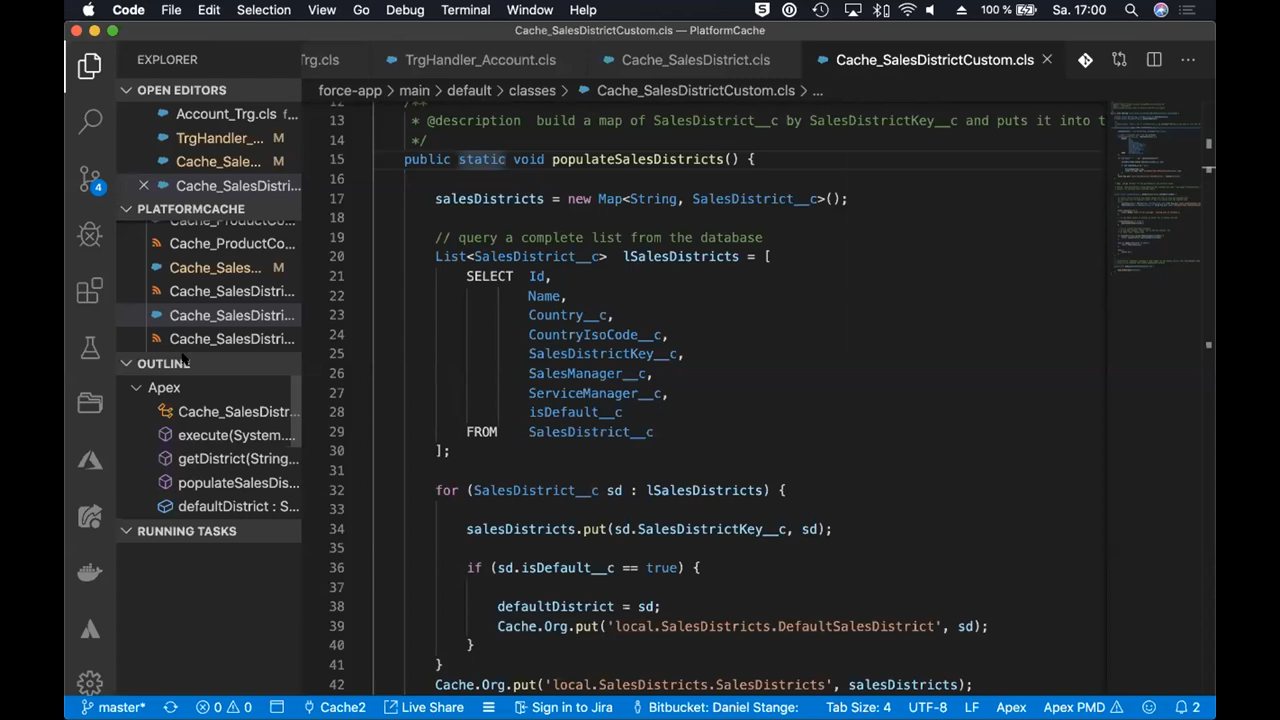 Code File Edit Selection View Go Debug Terminal Window Help 100 % Sa. 17:00
Cache_SalesDistrictCustom.cls — PlatformCache
EXPLORER
Trg.cls TrgHandler_Account.cls Cache_SalesDistrict.cls Cache_SalesDistrictCustom.cls
OPEN EDITORS
force-app > main > default > classes > Cache_SalesDistrictCustom.cls > ...
Account_Trg.cls f...
TrgHandler_... M
Cache_Sale... M
Cache_SalesDistri...
PLATFORMCACHE
Cache_ProductCo...
Cache_ProductCo...
Cache_Sales... M
Cache_SalesDistri...
Cache_SalesDistri...
Cache_SalesDistri...
OUTLINE
Apex
Cache_SalesDistr...
execute(System....
getDistrict(String...
populateSalesDis...
defaultDistrict : S...
RUNNING TASKS
4
12 /**
13 * @description build a map of SalesDistrict__c by SalesDistrictKey__c and puts it into t
14 */
15 public static void populateSalesDistricts() {
16
17 salesDistricts = new Map<String, SalesDistrict__c>();
18
19 // query a complete list from the database
20 List<SalesDistrict__c> lSalesDistricts = [
21 SELECT Id,
22 Name,
23 Country__c,
24 CountryIsoCode__c,
25 SalesDistrictKey__c,
26 SalesManager__c,
27 ServiceManager__c,
28 isDefault__c
29 FROM SalesDistrict__c
30 ];
31
32 for (SalesDistrict__c sd : lSalesDistricts) {
33
34 salesDistricts.put(sd.SalesDistrictKey__c, sd);
35
36 if (sd.isDefault__c == true) {
37
38 defaultDistrict = sd;
39 Cache.Org.put('local.SalesDistricts.DefaultSalesDistrict', sd);
40 }
41 }
42 Cache.Org.put('local.SalesDistricts.SalesDistricts', salesDistricts);
master* 0 0 Cache2 Live Share Sign in to Jira Bitbucket: Daniel Stange: Tab Size: 4 UTF-8 LF Apex Apex PMD 2